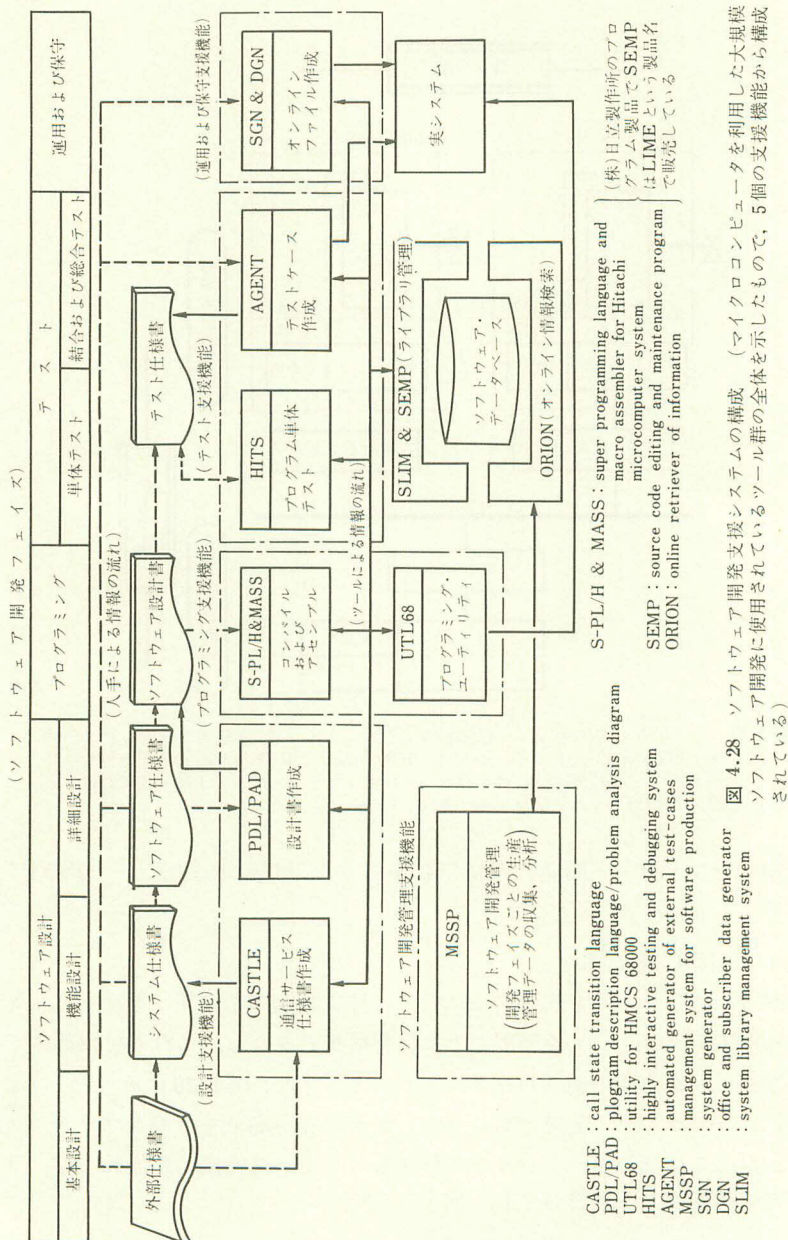 (ソフトウェア開発フェイズ)
ソフトウェア設計
プログラミング
テスト
運用および保守
基本設計
機能設計
詳細設計
単体テスト
結合および総合テスト
(人手による情報の流れ)
外部仕様書
システム仕様書
ソフトウェア仕様書
ソフトウェア設計書
テスト仕様書
(設計支援機能)
(プログラミング支援機能)
(テスト支援機能)
(運用および保守支援機能)
CASTLE
通信サービス
仕様書作成
PDL/PAD
設計書作成
S-PL/H&MASS
コンパイル
および
アセンブル
HITS
プログラム単体
テスト
AGENT
テストケース
作成
SGN & DGN
オンライン
ファイル作成
(ツールによる情報の流れ)
ソフトウェア開発管理支援機能
MSSP
ソフトウェア開発管理
(開発フェイズごとの生産
管理データの収集、分析)
UTL68
プログラミング・
ユーティリティ
SLIM & SEMP(ライブラリ管理)
ソフトウェア・
データベース
ORION(オンライン情報検索)
実システム
CASTLE : call state transition language
PDL/PAD : plogram description language/problem analysis diagram
UTL68 : utility for HMCS 68000
HITS : highly interactive testing and debugging system
AGENT : automated generator of external test-cases
MSSP : management system for software production
SGN : system generator
DGN : office and subscriber data generator
SLIM : system library management system
S-PL/H & MASS : super programming language and
macro assembler for Hitachi
microcomputer system
SEMP : source code editing and maintenance program
ORION : online retriever of information
(株)日立製作所のプロ
グラム製品でSEMP
はLIMEという製品名
で販売している
図 4.28 ソフトウェア開発支援システムの構成 (マイクロコンピュータを利用した大規模
ソフトウェア開発に使用されているツール群の全体を示したもので、5個の支援機能から構成
されている)